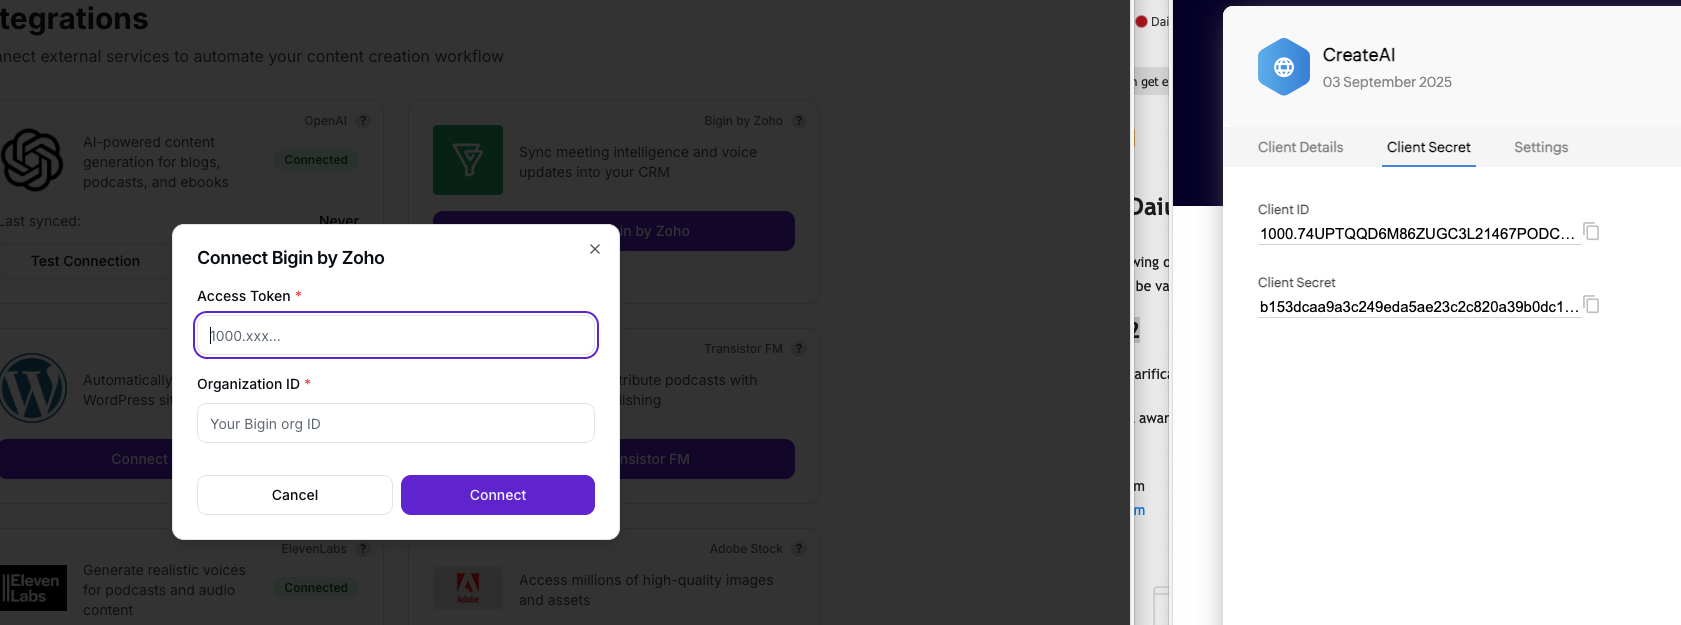 tegrations
nnect external services to automate your content creation workflow
OpenAI ?
AI-powered content
generation for blogs,
podcasts, and ebooks
Connected
Last synced:
Never
Test Connection
Bigin by Zoho ?
Sync meeting intelligence and voice
updates into your CRM
in by Zoho
Automatically
WordPress si
Connect
Transistor FM ?
tribute podcasts with
lishing
nsistor FM
ElevenLabs ?
IIEleven
Labs
Generate realistic voices
for podcasts and audio
content
Connected
Adobe Stock ?
Adobe
Access millions of high-quality images
and assets
Connect Bigin by Zoho
Access Token *
1000.xxx...
Organization ID *
Your Bigin org ID
Cancel
Connect
Dai
n get e
Daiu
wing o
be va
2
arifica
awar
m
m
CreateAI
03 September 2025
Client Details
Client Secret
Settings
Client ID
1000.74UPTQQD6M86ZUGC3L21467PODC...
Client Secret
b153dcaa9a3c249eda5ae23c2c820a39b0dc1...